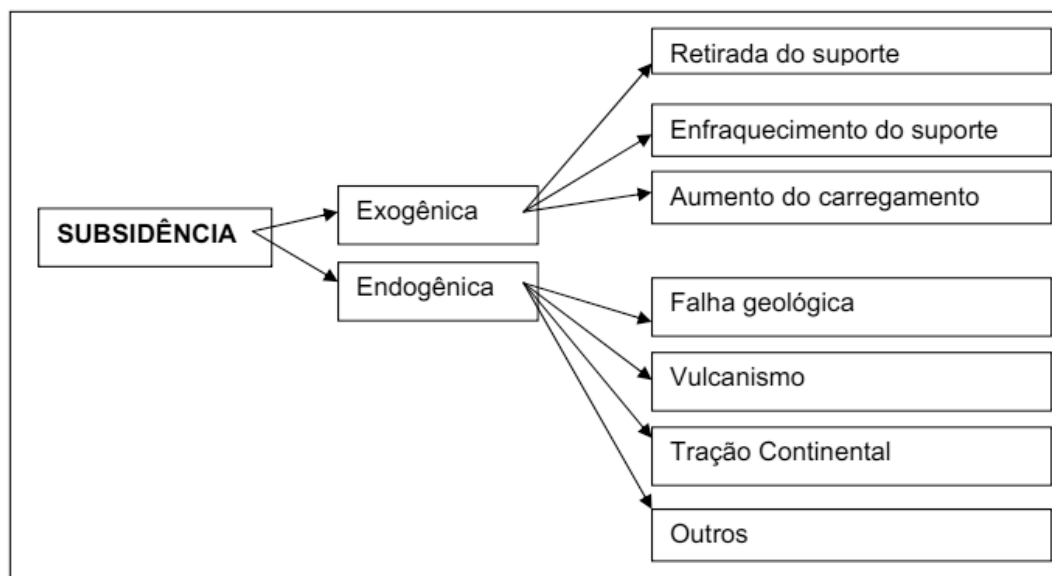 Retirada do suporte
Enfraquecimento do suporte
Aumento do carregamento
Exogênica
SUBSIDÊNCIA
Endogênica
Falha geológica
Vulcanismo
Tração Continental
Outros